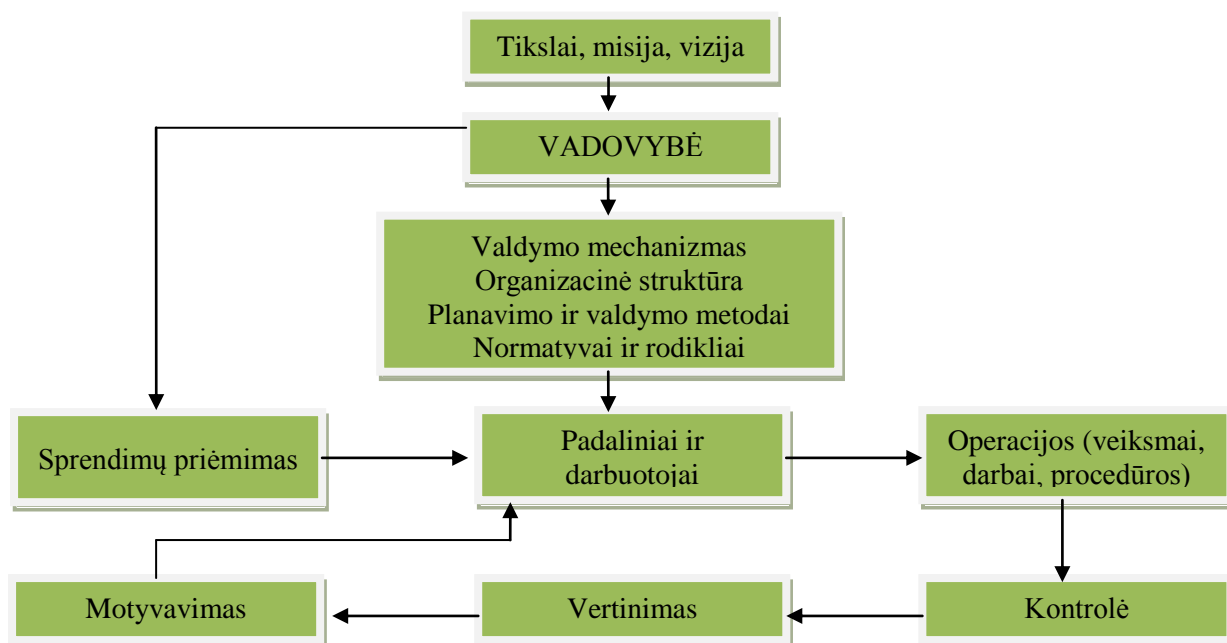 Tikslai, misija, vizija
VADOVYBĖ
Valdymo mechanizmas
Organizacinė struktūra
Planavimo ir valdymo metodai
Normatyvai ir rodikliai
Sprendimų priėmimas
Padaliniai ir
darbuotojai
Operacijos (veiksmai,
darbai, procedūros)
Motyvavimas
Vertinimas
Kontrolė